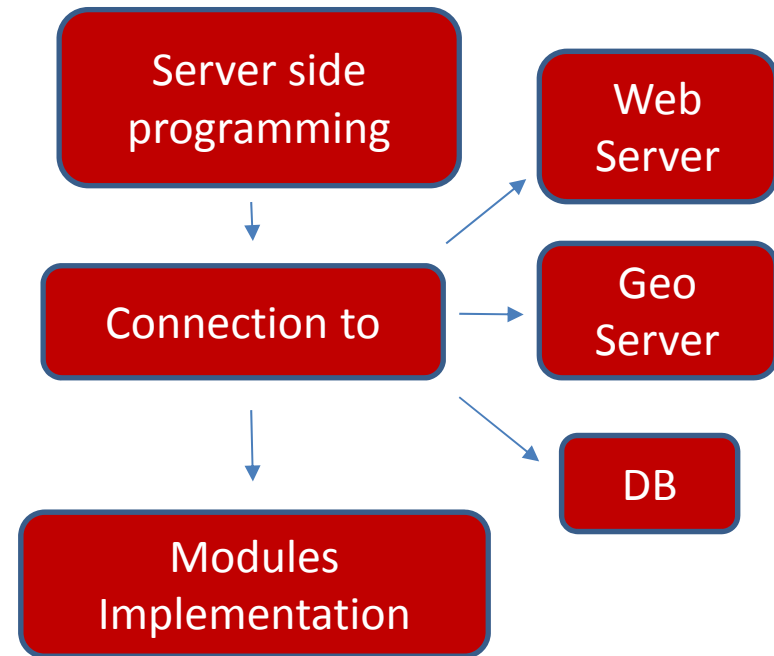 Server side
programming
Web
Server
Connection to
Geo
Server
DB
Modules
Implementation